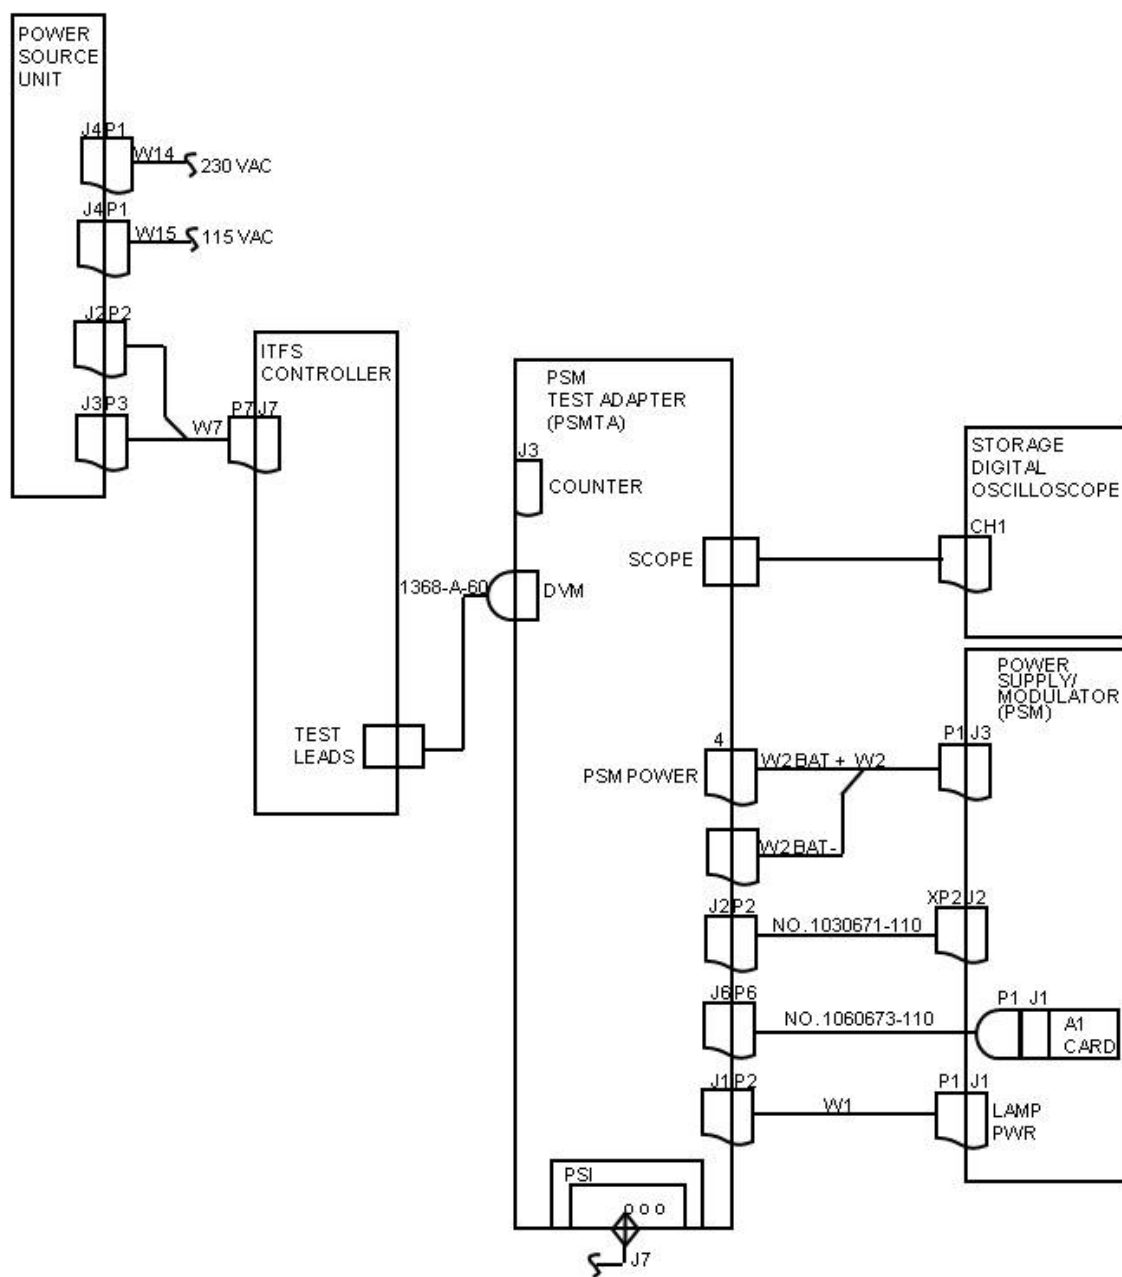 POWER
SOURCE
UNIT
J4 P1
W14
230 VAC
J4 P1
W15
115 VAC
J2 P2
J3 P3
W7
P7 J7
ITFS
CONTROLLER
TEST
LEADS
1368-A-60
PSM
TEST ADAPTER
(PSMTA)
J3
COUNTER
DVM
SCOPE
STORAGE
DIGITAL
OSCILLOSCOPE
CH1
POWER
SUPPLY/
MODULATOR
(PSM)
4
PSM POWER
W2 BAT + W2
P1 J3
W2 BAT -
J2 P2
NO. 1030671-110
XP2 J2
J6 P6
NO. 1060673-110
P1 J1
A1
CARD
J1 P2
W1
P1 J1
LAMP
PWR
PSI
J7